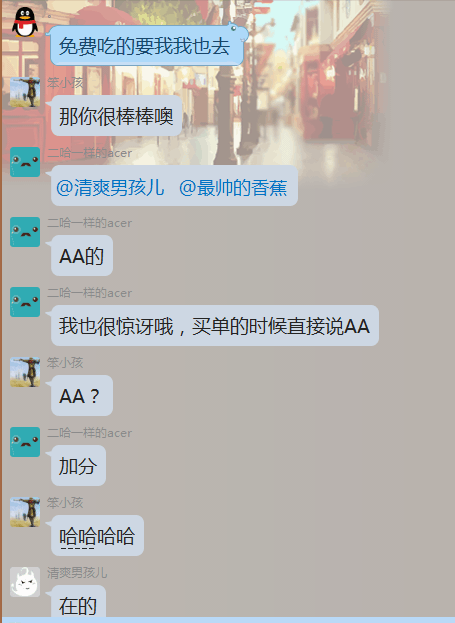 免费吃的要我我也去
笨小孩
那你很棒棒噢
二哈一样的acer
@清爽男孩儿 @最帅的香蕉
二哈一样的acer
AA的
二哈一样的acer
我也很惊讶哦，买单的时候直接说AA
笨小孩
AA？
二哈一样的acer
加分
笨小孩
哈哈哈哈
清爽男孩儿
在的